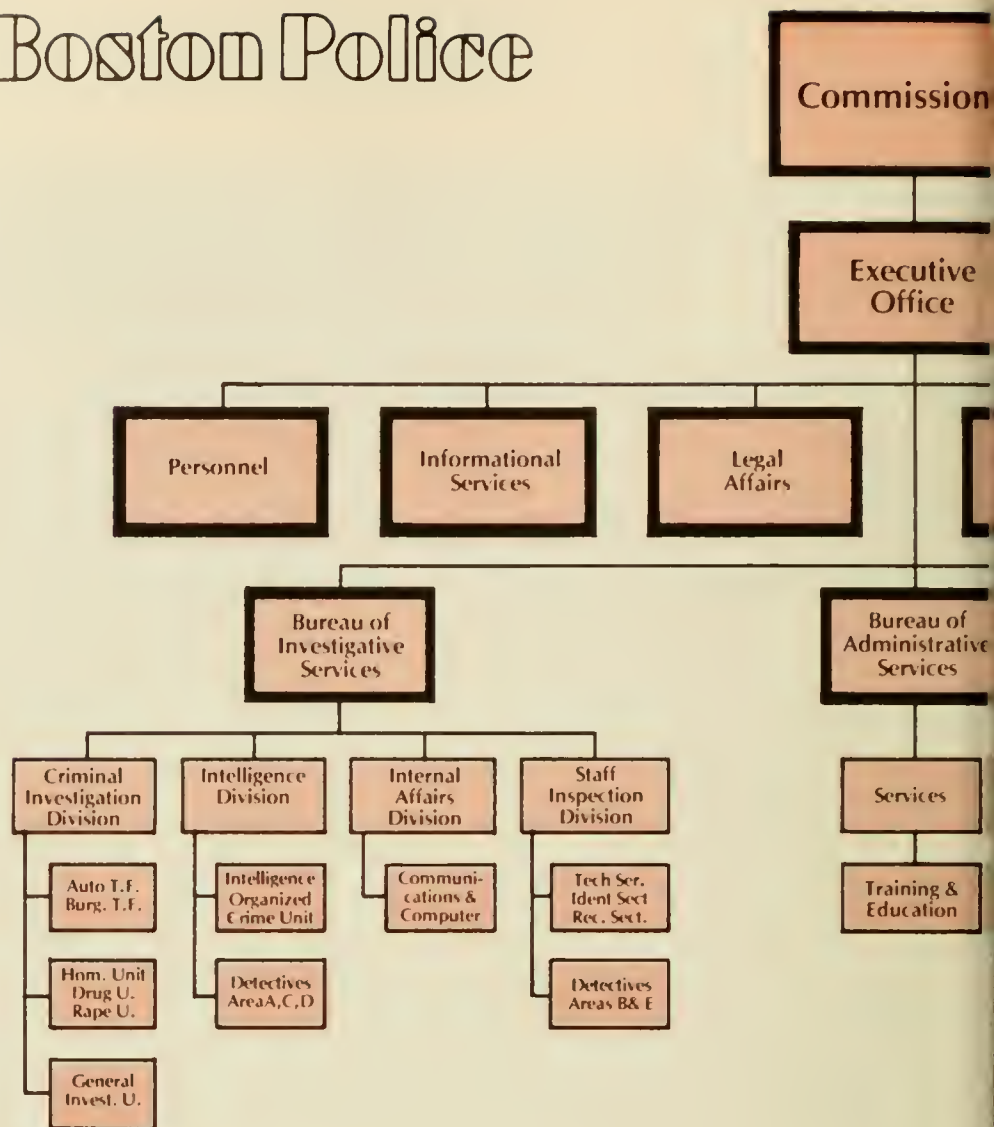 Boston Police
Commission
Executive
Office
Personnel
Informational
Services
Legal
Affairs
Bureau of
Investigative
Services
Bureau of
Administrative
Services
Criminal
Investigation
Division
Intelligence
Division
Internal
Affairs
Division
Staff
Inspection
Division
Services
Auto T.F.
Burg. T.F.
Intelligence
Organized
Crime Unit
Communi-
cations &
Computer
Tech Ser.
Ident Sect
Rec. Sect.
Training &
Education
Hom. Unit
Drug U.
Rape U.
Detectives
Area A,C,D
Detectives
Areas B& E
General
Invest. U.